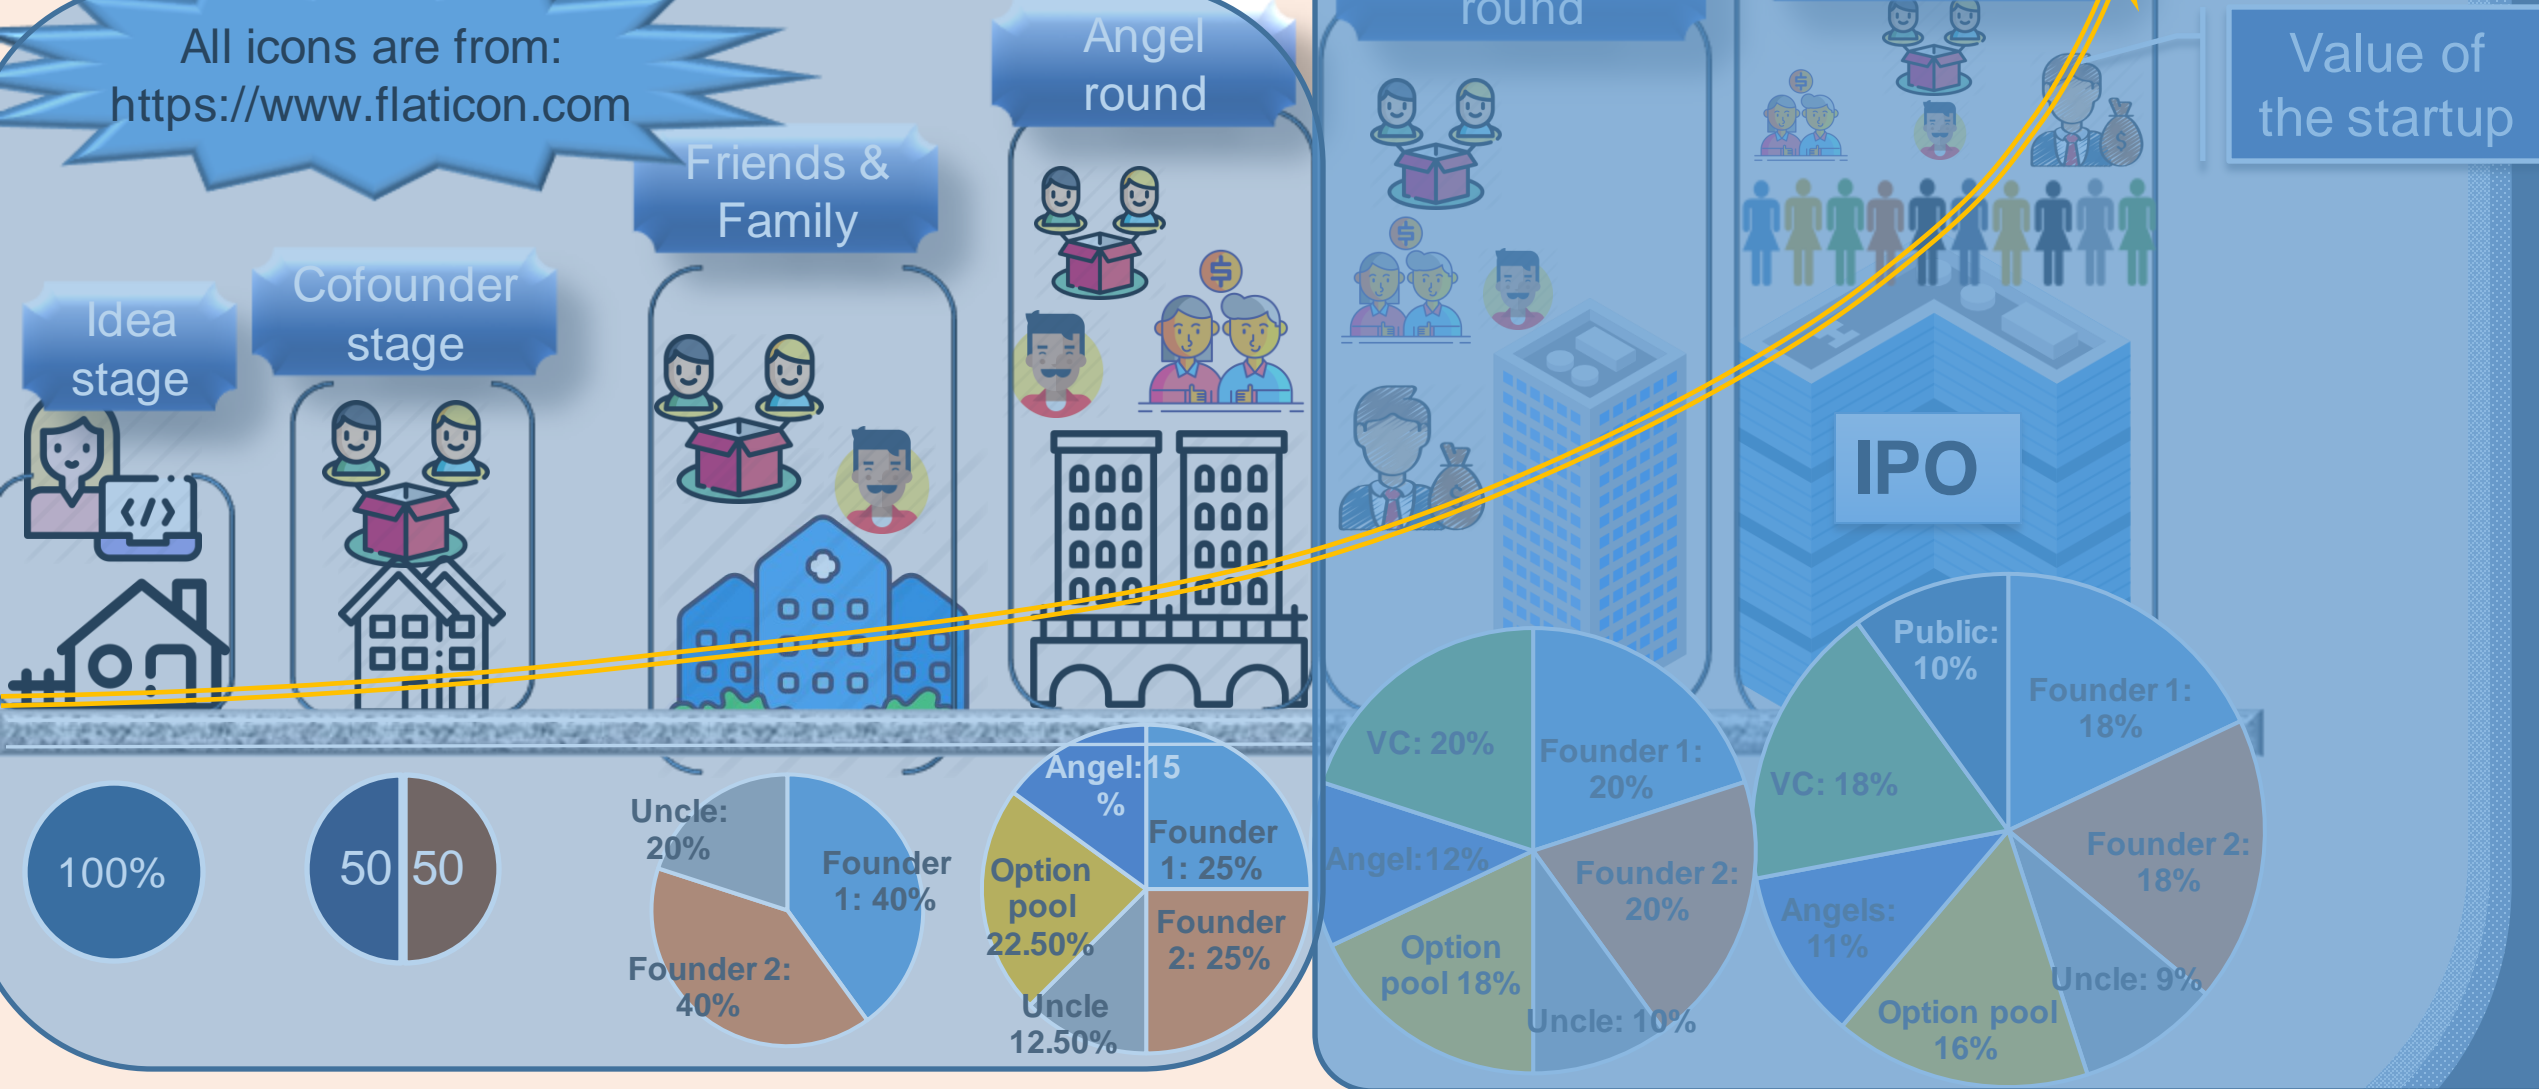 All icons are from:
https://www.flaticon.com
Idea
stage
Cofounder
stage
Friends &
Family
Angel
round
round
Value of
the startup
IPO
100%
50
50
Uncle:
20%
Founder
1: 40%
Founder 2:
40%
Angel:15
%
Founder
1: 25%
Option
pool
22.50%
Founder
2: 25%
Uncle
12.50%
VC: 20%
Founder 1:
20%
Angel:12%
Founder 2:
20%
Option
pool 18%
Uncle: 10%
Public:
10%
Founder 1:
18%
VC: 18%
Founder 2:
18%
Angels:
11%
Uncle: 9%
Option pool
16%